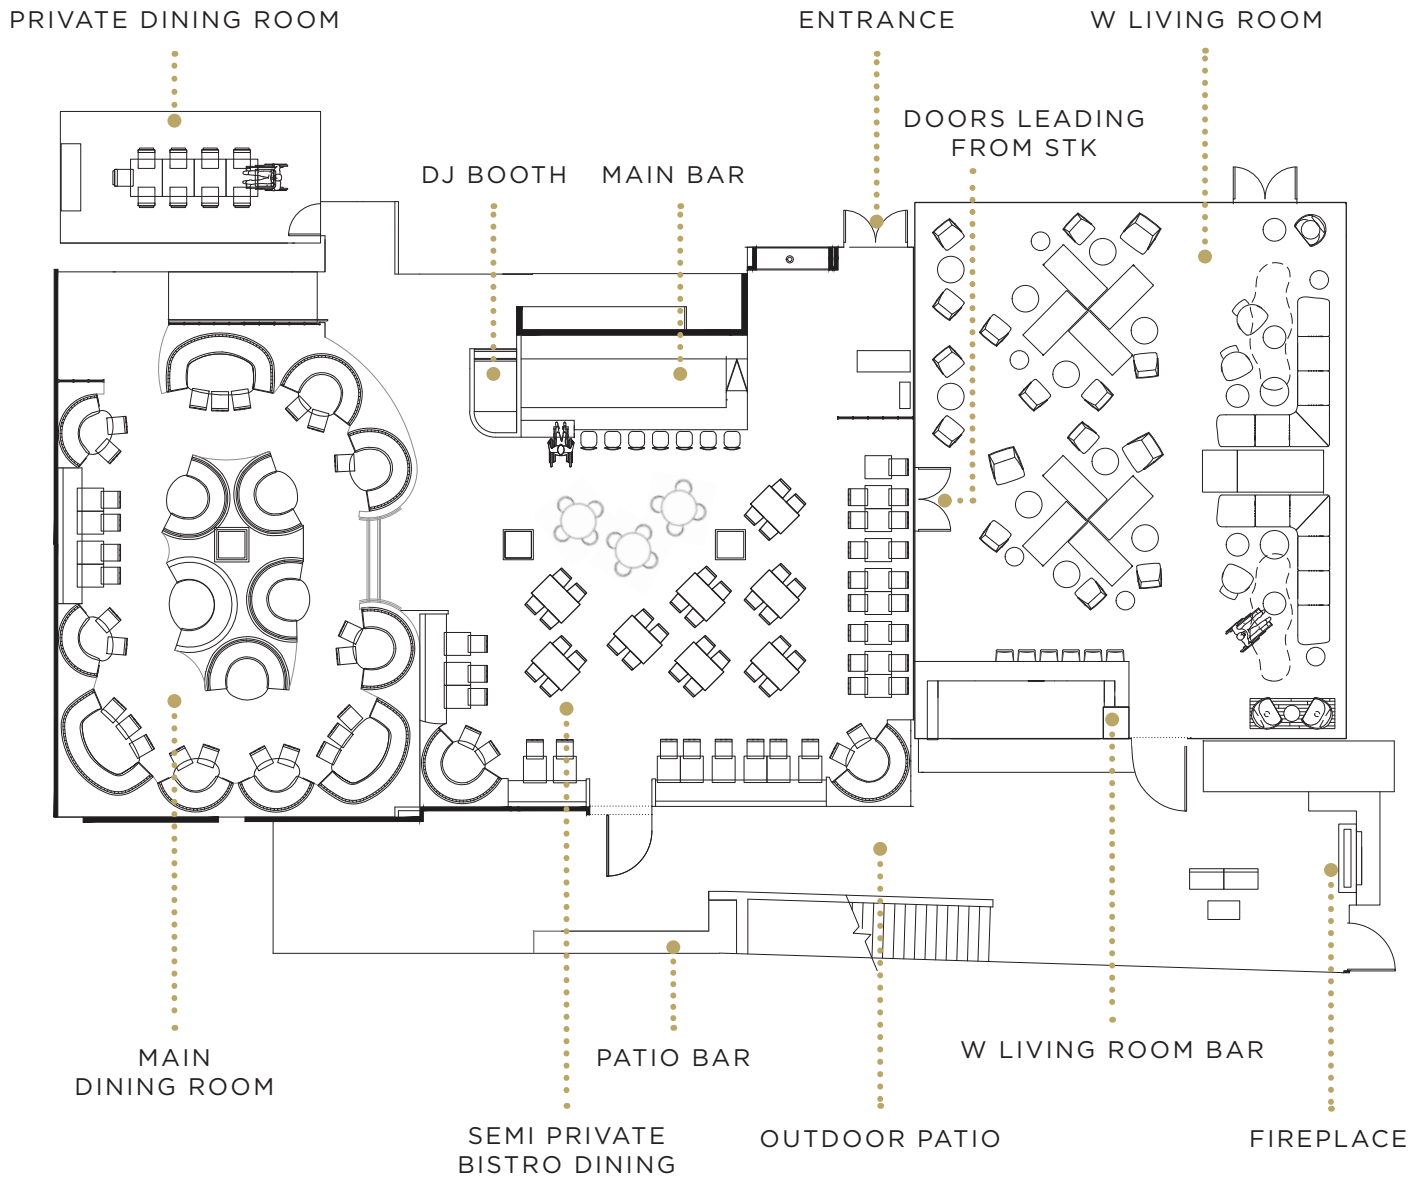 PRIVATE DINING ROOM
ENTRANCE
W LIVING ROOM
DOORS LEADING
FROM STK
DJ BOOTH
MAIN BAR
MAIN
DINING ROOM
PATIO BAR
W LIVING ROOM BAR
SEMI PRIVATE
BISTRO DINING
OUTDOOR PATIO
FIREPLACE